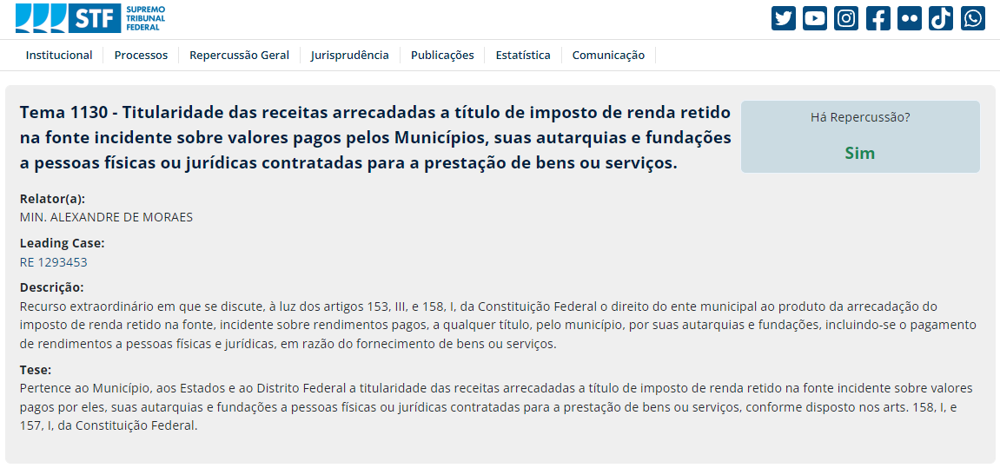 STF
SUPREMO
TRIBUNAL
FEDERAL
Institucional
Processos
Repercussão Geral
Jurisprudência
Publicações
Estatística
Comunicação
Tema 1130 - Titularidade das receitas arrecadadas a título de imposto de renda retido
na fonte incidente sobre valores pagos pelos Municípios, suas autarquias e fundações
a pessoas físicas ou jurídicas contratadas para a prestação de bens ou serviços.
Há Repercussão?
Sim
Relator(a):
MIN. ALEXANDRE DE MORAES
Leading Case:
RE 1293453
Descrição:
Recurso extraordinário em que se discute, à luz dos artigos 153, III, e 158, I, da Constituição Federal o direito do ente municipal ao produto da arrecadação do
imposto de renda retido na fonte, incidente sobre rendimentos pagos, a qualquer título, pelo município, por suas autarquias e fundações, incluindo-se o pagamento
de rendimentos a pessoas físicas e jurídicas, em razão do fornecimento de bens ou serviços.
Tese:
Pertence ao Município, aos Estados e ao Distrito Federal a titularidade das receitas arrecadadas a título de imposto de renda retido na fonte incidente sobre valores
pagos por eles, suas autarquias e fundações a pessoas físicas ou jurídicas contratadas para a prestação de bens ou serviços, conforme disposto nos arts. 158, I, e
157, I, da Constituição Federal.